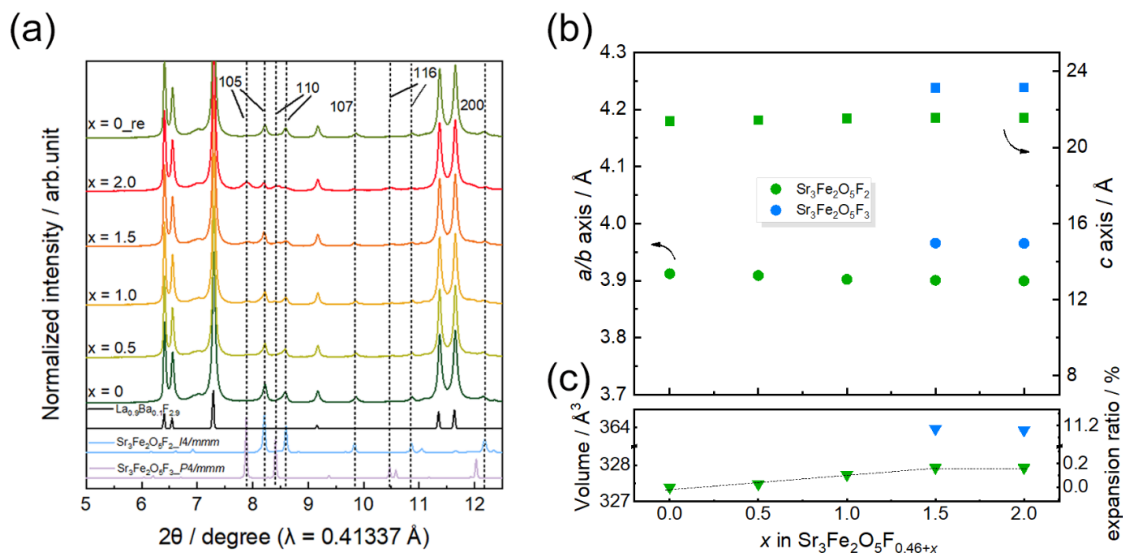 (a)
Normalized intensity / arb.unit
105
110
107
116
200
x = 0_re
x = 2.0
x = 1.5
x = 1.0
x = 0.5
x = 0
La₀.₉Ba₀.₁F₂.₉
Sr₃Fe₂O₅F₂_I4/mmm
Sr₃Fe₂O₅F₃_P4/mmm
5 6 7 8 9 10 11 12
2θ / degree (λ = 0.41337 Å)
(b)
a/b axis / Å
4.3
4.2
4.1
4.0
3.9
3.8
3.7
Sr₃Fe₂O₅F₂
Sr₃Fe₂O₅F₃
24
20
16
12
8
c axis / Å
(c)
Volume / Å³
364
328
327
11.2
0.2
0.0
expansion ratio / %
0.0 0.5 1.0 1.5 2.0
x in Sr₃Fe₂O₅F₀.₄₆₊ₓ